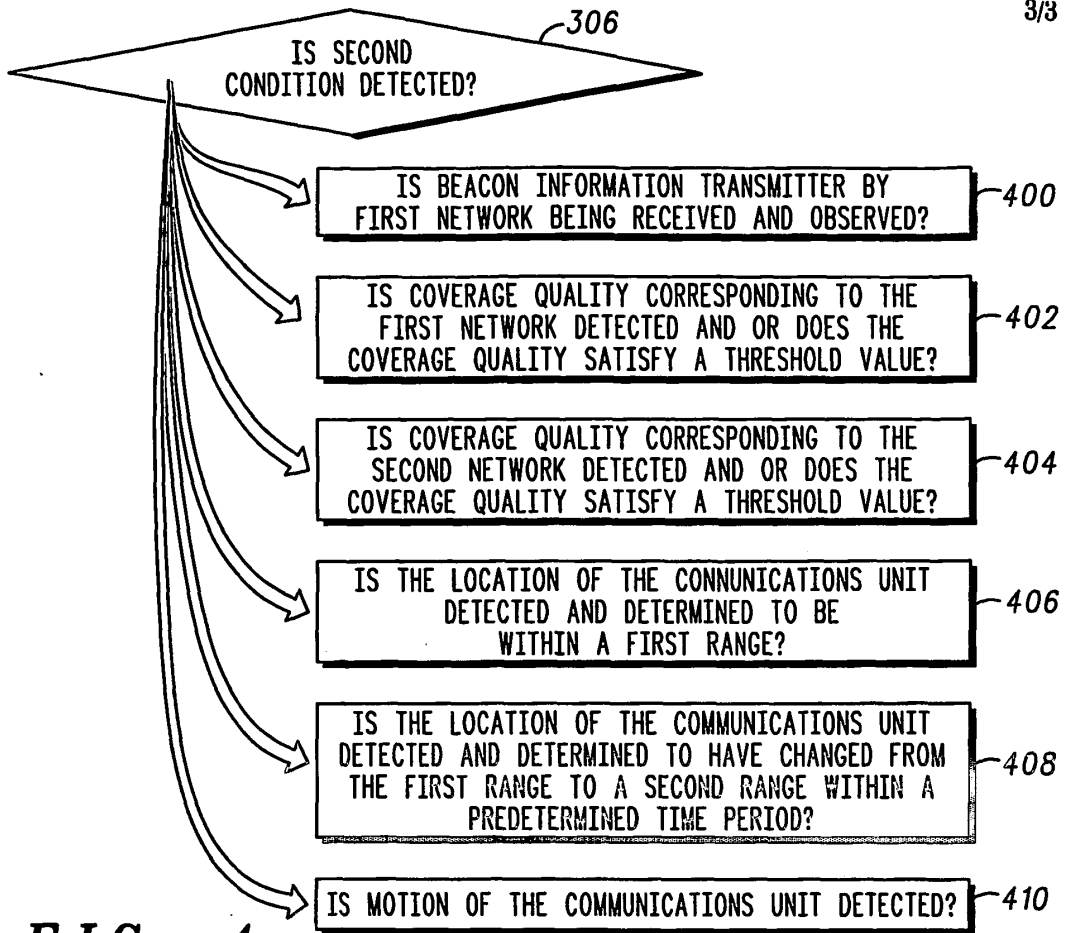 3/3
306
IS SECOND
CONDITION DETECTED?
IS BEACON INFORMATION TRANSMITTER BY
FIRST NETWORK BEING RECEIVED AND OBSERVED?
400
IS COVERAGE QUALITY CORRESPONDING TO THE
FIRST NETWORK DETECTED AND OR DOES THE
COVERAGE QUALITY SATISFY A THRESHOLD VALUE?
402
IS COVERAGE QUALITY CORRESPONDING TO THE
SECOND NETWORK DETECTED AND OR DOES THE
COVERAGE QUALITY SATISFY A THRESHOLD VALUE?
404
IS THE LOCATION OF THE CONNUNICATIONS UNIT
DETECTED AND DETERMINED TO BE
WITHIN A FIRST RANGE?
406
IS THE LOCATION OF THE COMMUNICATIONS UNIT
DETECTED AND DETERMINED TO HAVE CHANGED FROM
THE FIRST RANGE TO A SECOND RANGE WITHIN A
PREDETERMINED TIME PERIOD?
408
IS MOTION OF THE COMMUNICATIONS UNIT DETECTED?
410